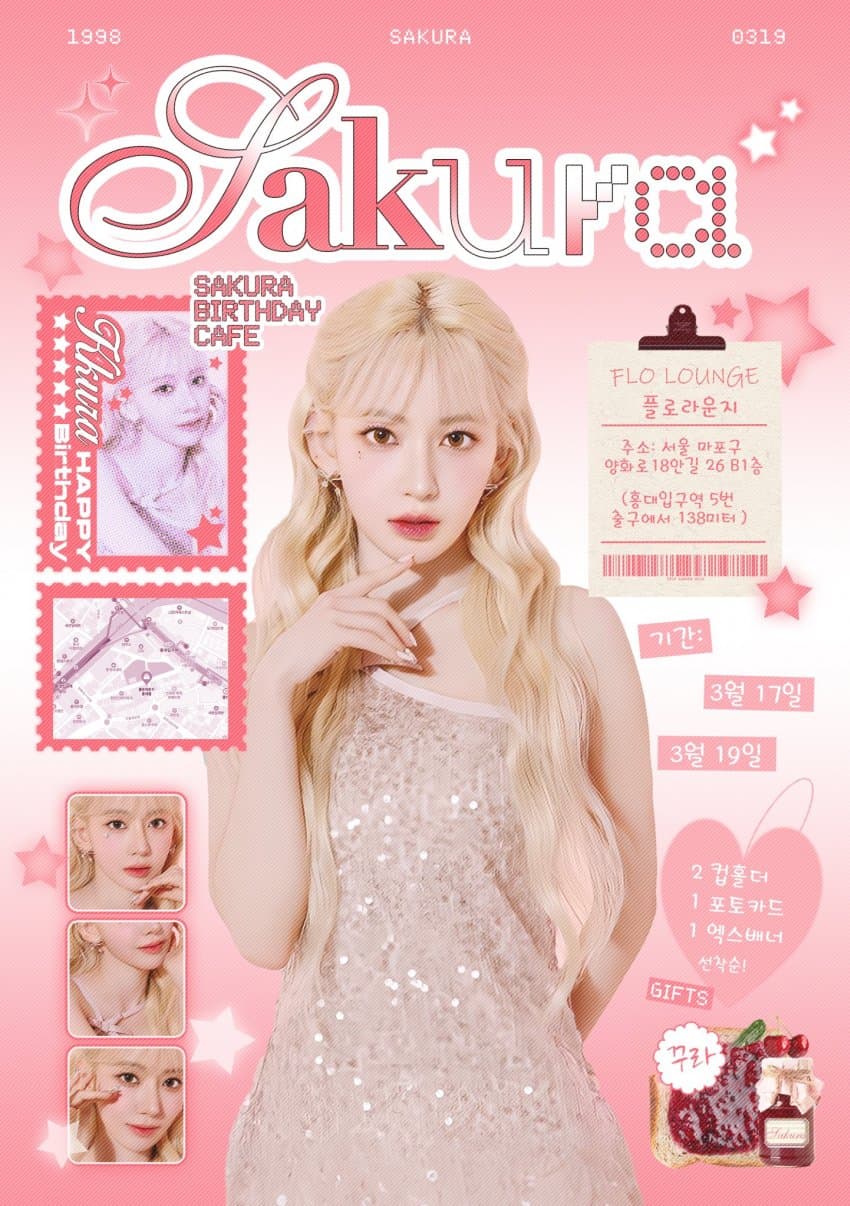 1998
SAKURA
0319
Sakura
SAKURA
BIRTHDAY
CAFE
Kkura
HAPPY
Birthday
FLO LOUNGE
플로라운지
주소: 서울 마포구
양화로18안길 26 B1층
(홍대입구역 5번
출구에서 138미터 )
기간:
3월 17일
3월 19일
2 컵홀더
1 포토카드
1 엑스배너
선착순!
GIFTS
꾸라
Sakura